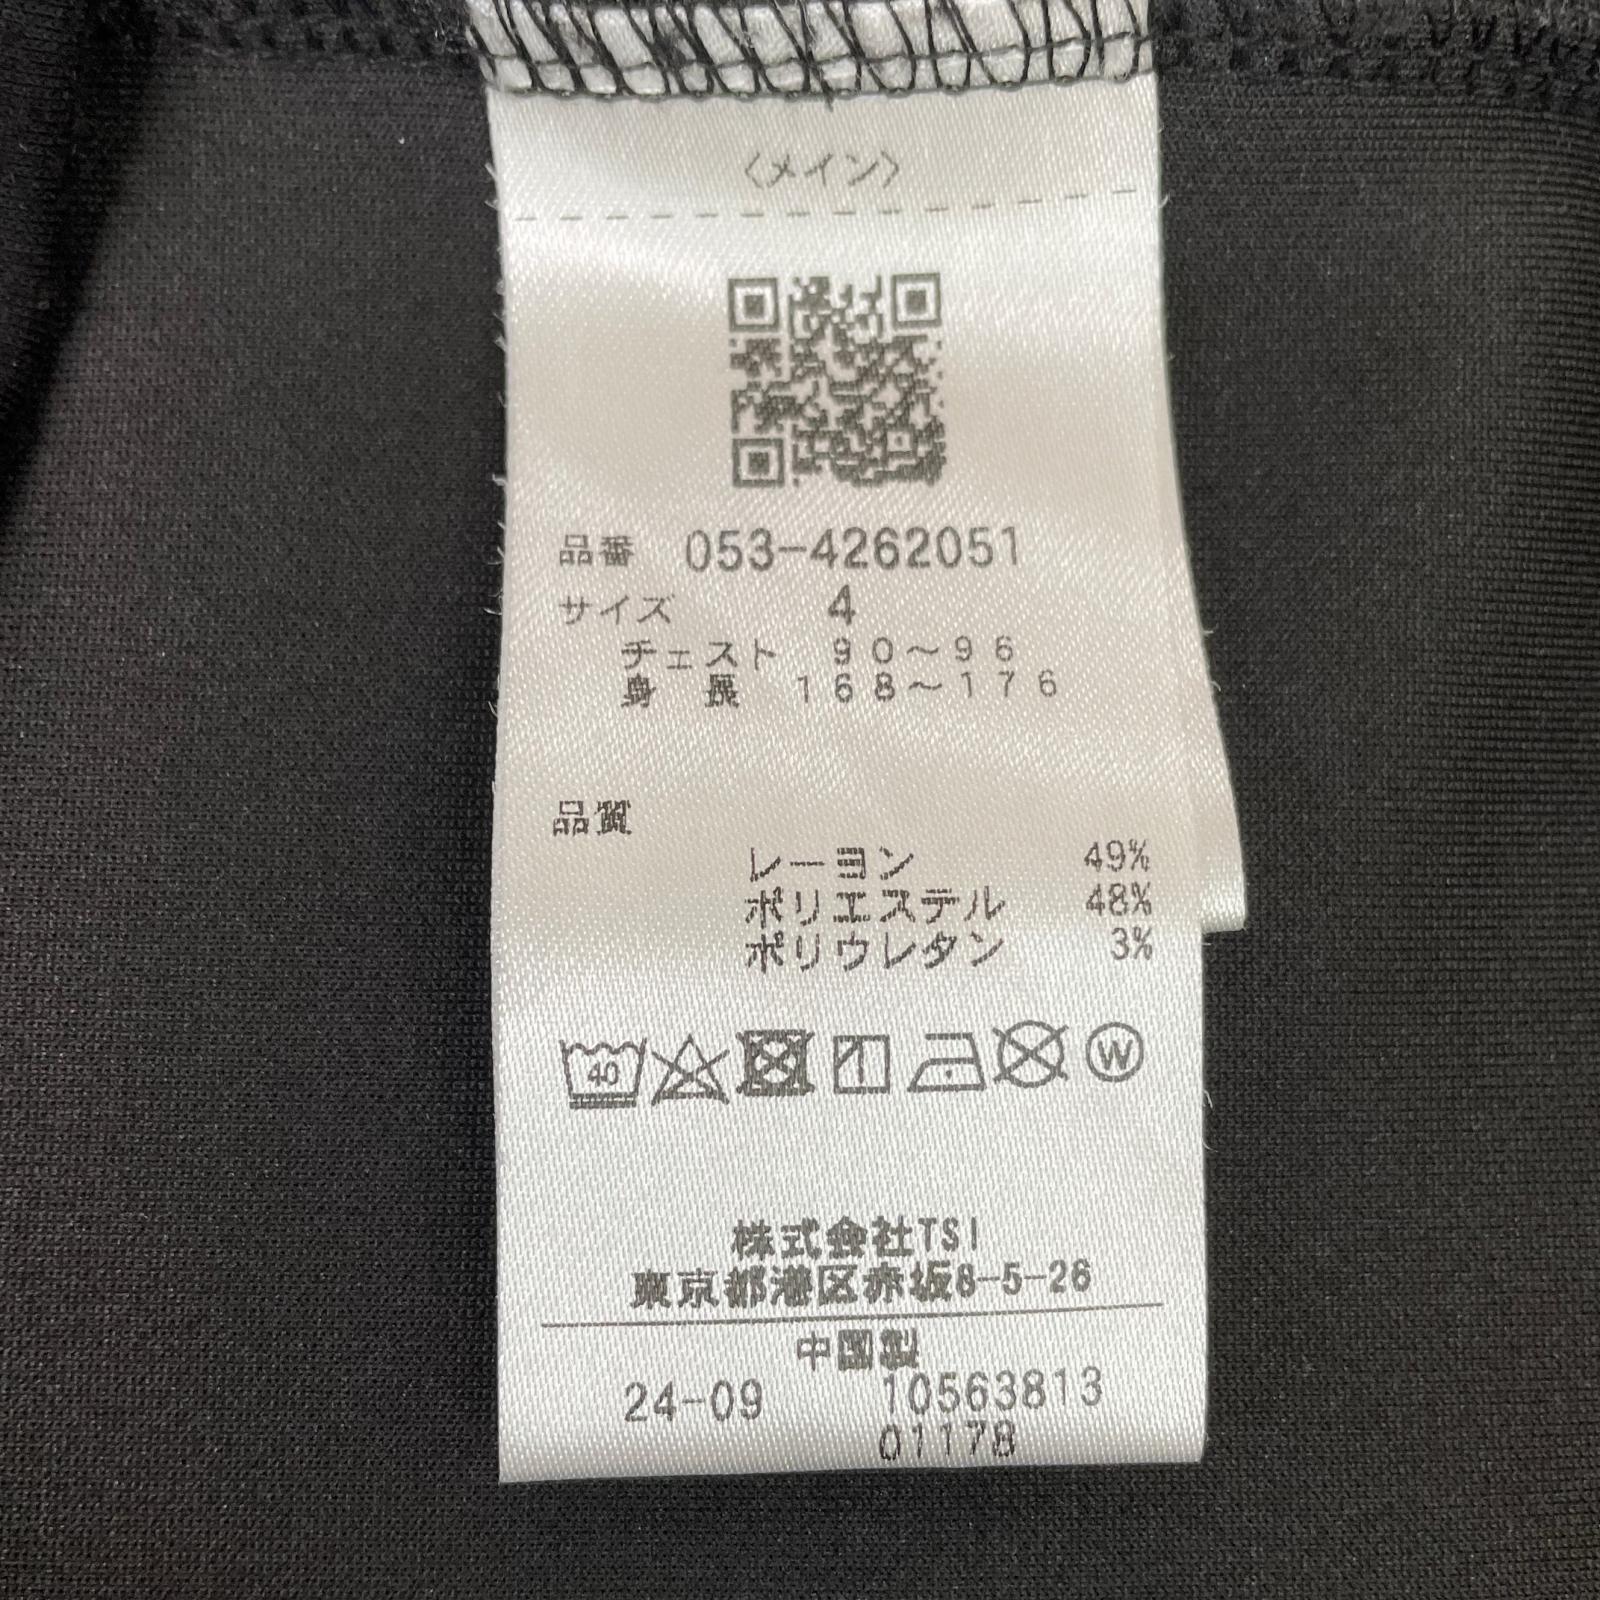 〈メイン〉
品番 053-4262051
サイズ 4
チェスト 90～96
身長 168～176
品質
レーヨン 49%
ポリエステル 48%
ポリウレタン 3%
40
W
株式会社TSI
東京都港区赤坂8-5-26
中国製
24-09 10563813
01178